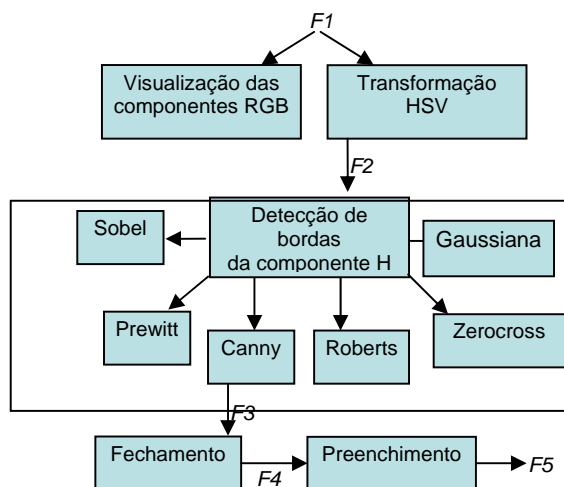 F1
Visualização das
componentes RGB
Transformação
HSV
F2
Detecção de
bordas
da componente H
Sobel
Gaussiana
Prewitt
Canny
Roberts
Zerocross
F3
Fechamento
F4
Preenchimento
F5